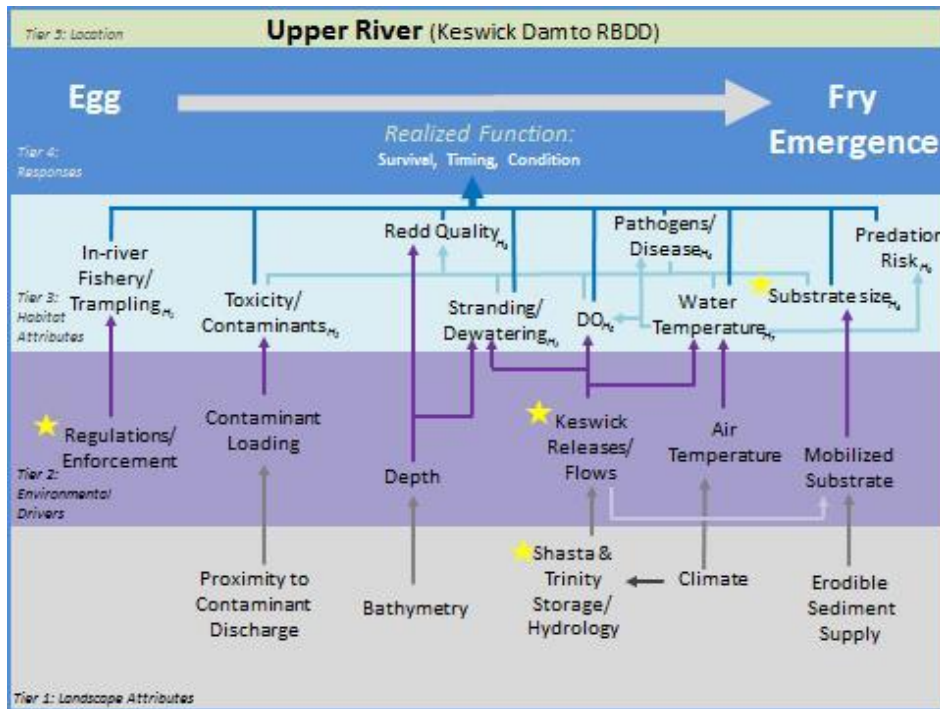 Tier 5: Location
Upper River (Keswick Dam to RBDD)
Egg
Fry
Emergence
Realized Function:
Survival, Timing, Condition
Tier 4:
Responses
In-river
Fishery/
Trampling
Toxicity/
Contaminants
Redd Quality
Stranding/
Dewatering
DO
Pathogens/
Disease
Water
Temperature
Substrate size
Predation
Risk
Tier 3:
Habitat
Attributes
Regulations/
Enforcement
Contaminant
Loading
Depth
Keswick
Releases/
Flows
Air
Temperature
Mobilized
Substrate
Tier 2:
Environmental
Drivers
Proximity to
Contaminant
Discharge
Bathymetry
Shasta &
Trinity
Storage/
Hydrology
Climate
Erodible
Sediment
Supply
Tier 1: Landscape Attributes